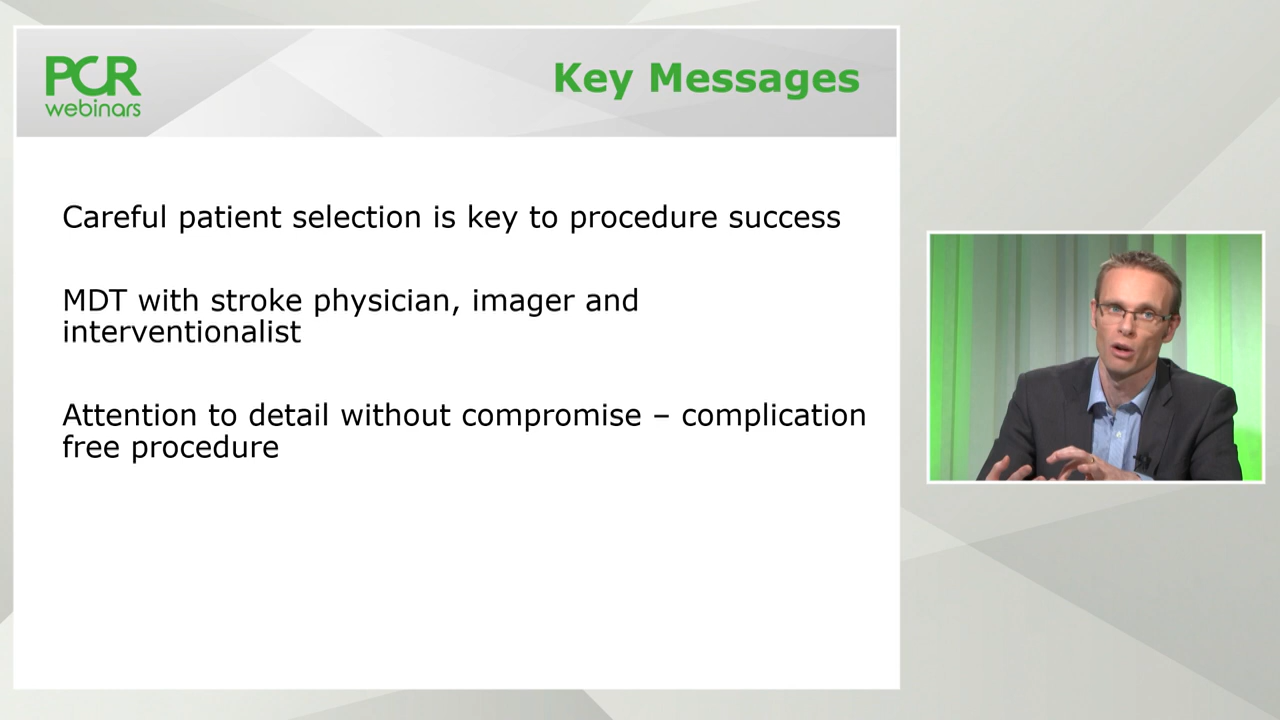 PCR
webinars
Key Messages
Careful patient selection is key to procedure success
MDT with stroke physician, imager and
interventionalist
Attention to detail without compromise – complication
free procedure